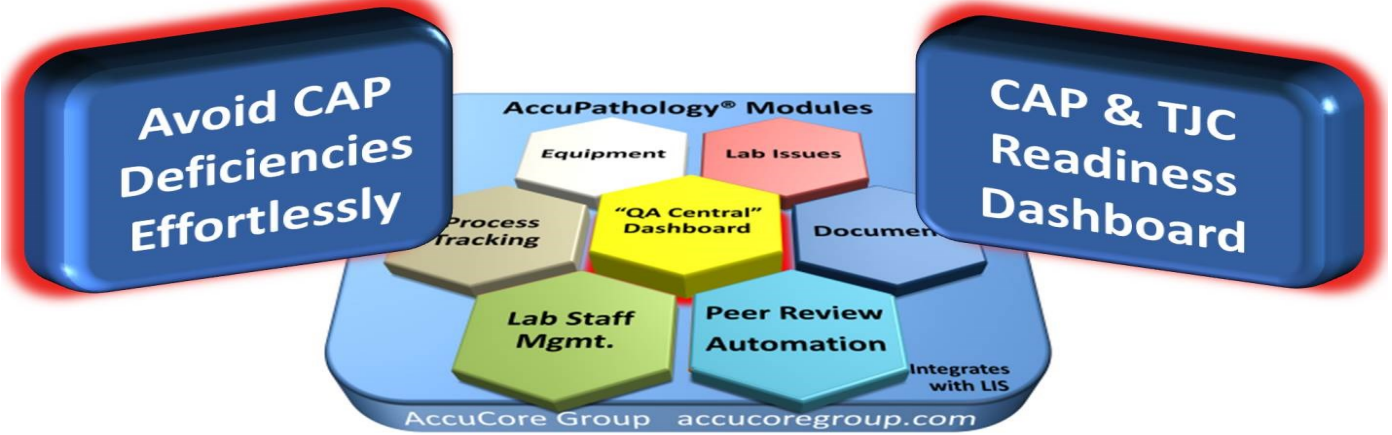 Avoid CAP
Deficiencies
Effortlessly
AccuPathology® Modules
Equipment
Lab Issues
Process
Tracking
"QA Central"
Dashboard
Documen
Lab Staff
Mgmt.
Peer Review
Automation
Integrates
with LIS
AccuCore Group accucoregroup.com
CAP & TJC
Readiness
Dashboard